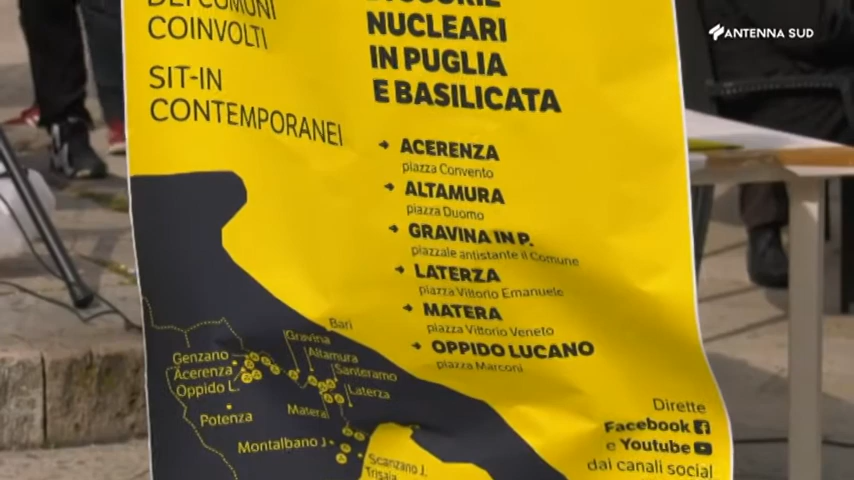 DEI COMUNI
COINVOLTI
SIT-IN
CONTEMPORANEI
NUCLEARI
IN PUGLIA
E BASILICATA
ACERENZA
piazza Convento
ALTAMURA
piazza Duomo
GRAVINA IN P.
piazzale antistante il Comune
LATERZA
piazza Vittorio Emanuele
MATERA
piazza Vittorio Veneto
OPPIDO LUCANO
piazza Marconi
Bari
Gravina
Altamura
Santeramo
Laterza
Genzano
Acerenza
Oppido L.
Potenza
Matera
Montalbano J.
Scanzano J.
Trisaia
Dirette
Facebook
e Youtube
dai canali social
ANTENNA SUD